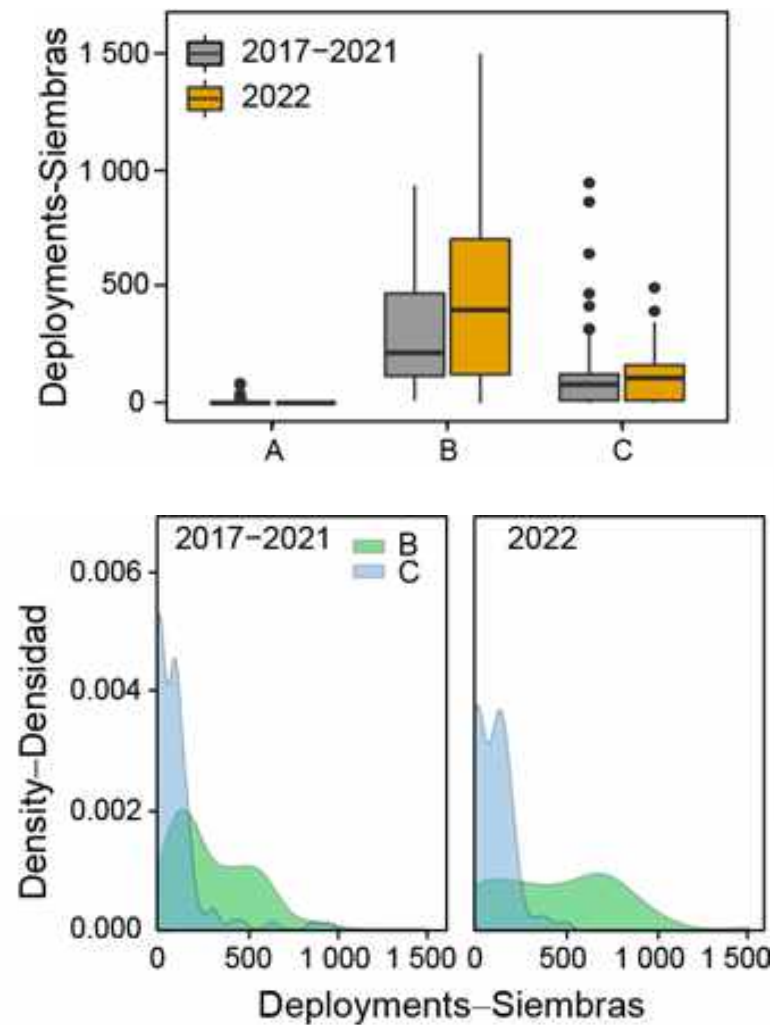 Deployments-Siembras
1 500
1 000
500
0
2017-2021
2022
A B C
Density-Densidad
0.006
0.004
0.002
0.000
2017-2021
B
C
2022
0 500 1 000 1 500 0 500 1 000 1 500
Deployments-Siembras